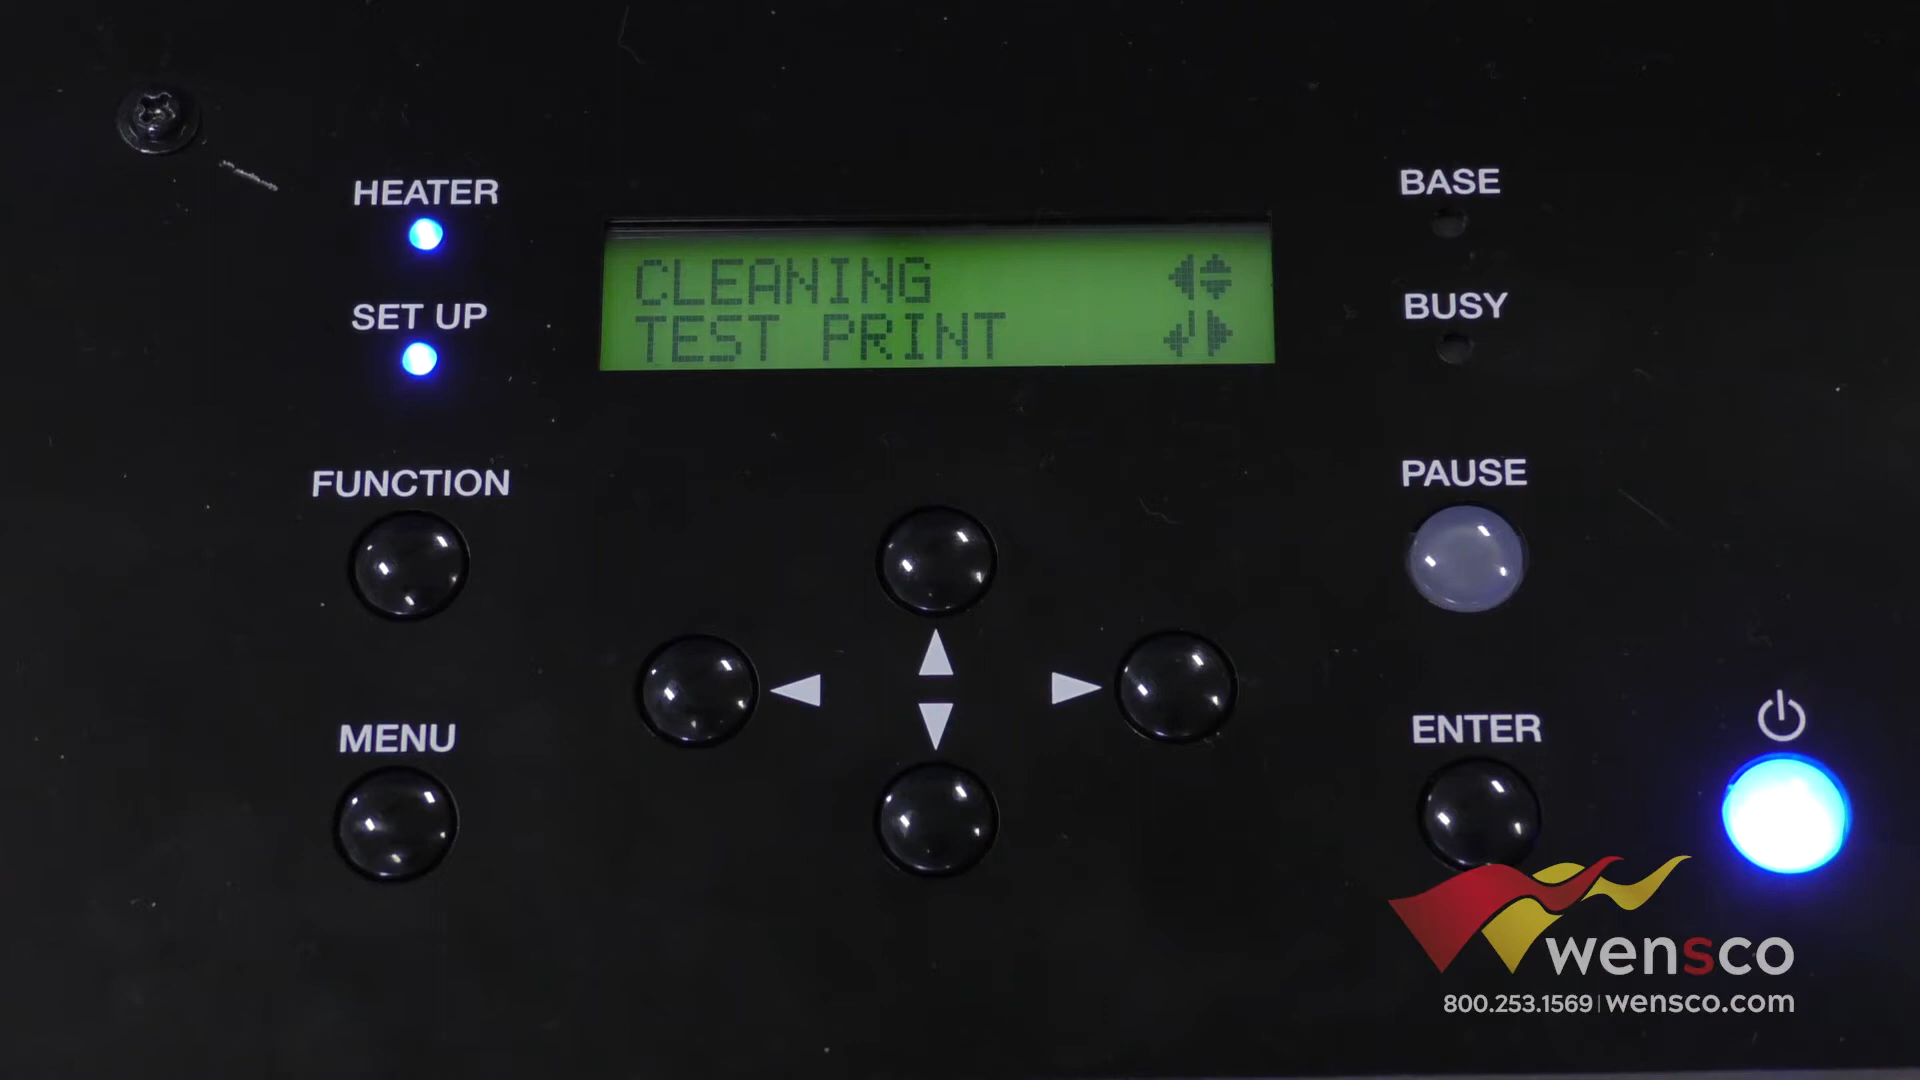 HEATER
SET UP
CLEANING
TEST PRINT
BASE
BUSY
FUNCTION
PAUSE
MENU
ENTER
wensco
800.253.1569 | wensco.com